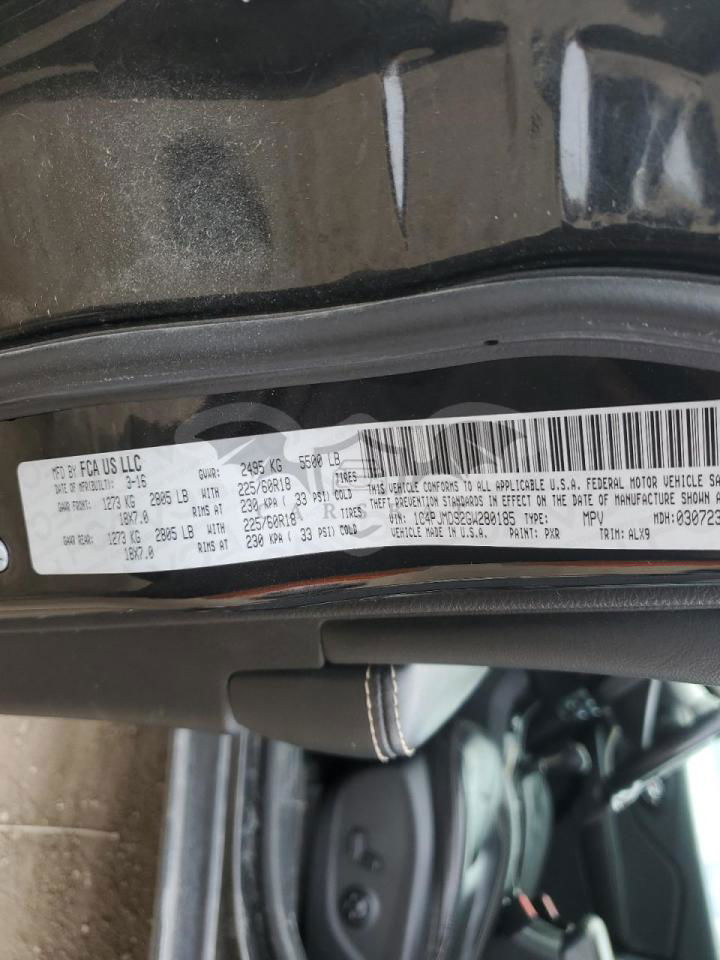 MFD BY FCA US LLC GVWR: 2495 KG 5500 LB
DATE OF MFR(BUILT): 3-16
GAWR FRONT: 1273 KG 2805 LB WITH 225/60R18 TIRES
18X7.0 RIMS AT 230 KPA ( 33 PSI) COLD
GAWR REAR: 1273 KG 2805 LB WITH 225/60R18 TIRES
18X7.0 RIMS AT 230 KPA ( 33 PSI) COLD
THIS VEHICLE CONFORMS TO ALL APPLICABLE U.S.A. FEDERAL MOTOR VEHICLE SA
THEFT PREVENTION STANDARDS IN EFFECT ON THE DATE OF MANUFACTURE SHOWN
VIN: 1C4PJMDS2GW280185 TYPE: MPV MDH:030723
VEHICLE MADE IN U.S.A. PAINT: PXR TRIM: ALX9